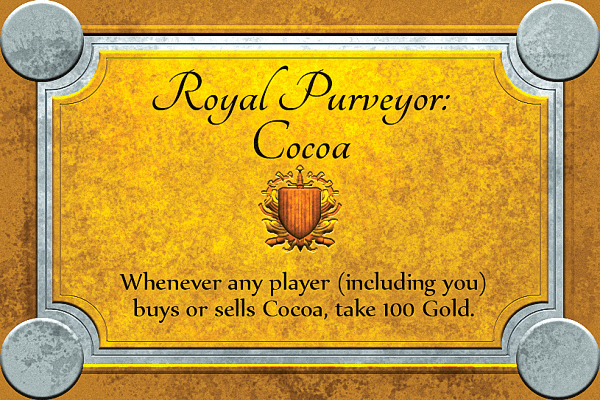 Royal Purveyor:
Cocoa
Whenever any player (including you)
buys or sells Cocoa, take 100 Gold.